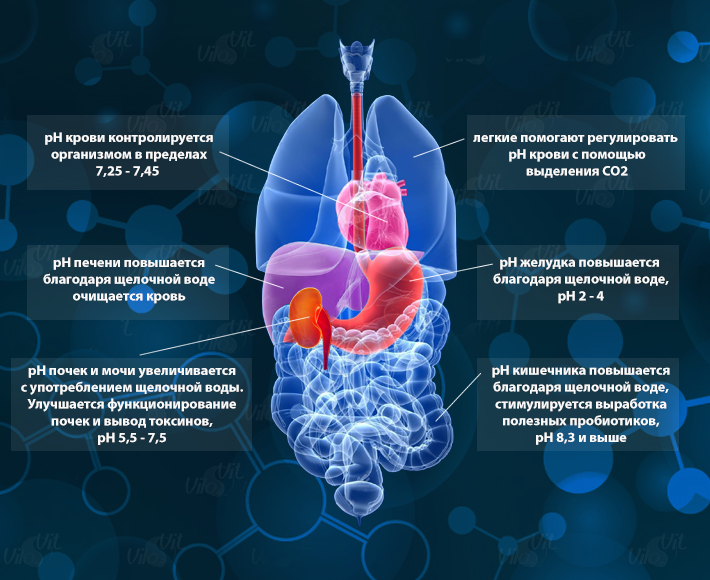 pH крови контролируется
организмом в пределах
7,25 - 7,45
легкие помогают регулировать
pH крови с помощью
выделения CO2
pH печени повышается
благодаря щелочной воде
очищается кровь
pH желудка повышается
благодаря щелочной воде,
pH 2 - 4
pH почек и мочи увеличивается
с употреблением щелочной воды.
Улучшается функционирование
почек и вывод токсинов,
pH 5,5 - 7,5
pH кишечника повышается
благодаря щелочной воде,
стимулируется выработка
полезных пробиотиков,
pH 8,3 и выше